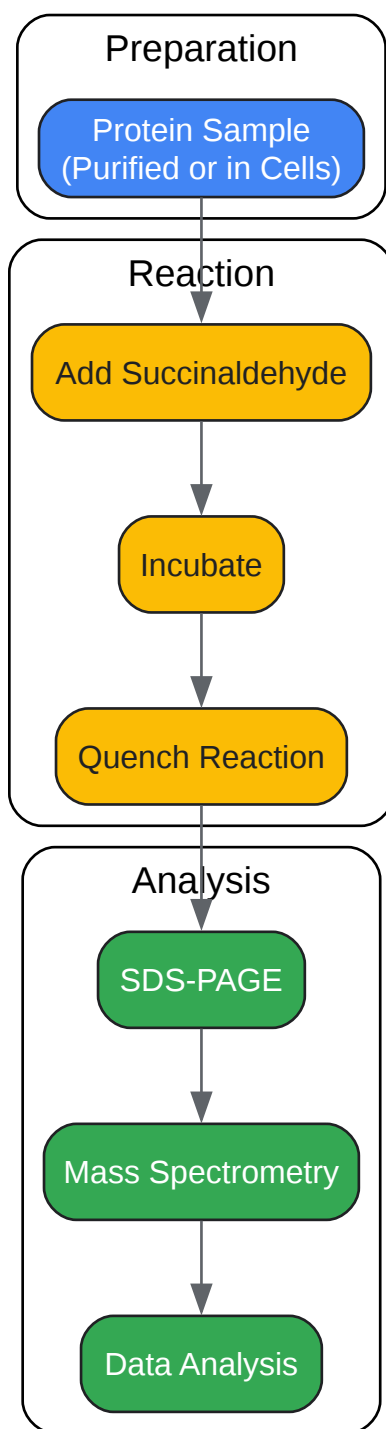 Preparation
Protein Sample
(Purified or in Cells)
Reaction
Add Succinaldehyde
Incubate
Quench Reaction
Analysis
SDS-PAGE
Mass Spectrometry
Data Analysis